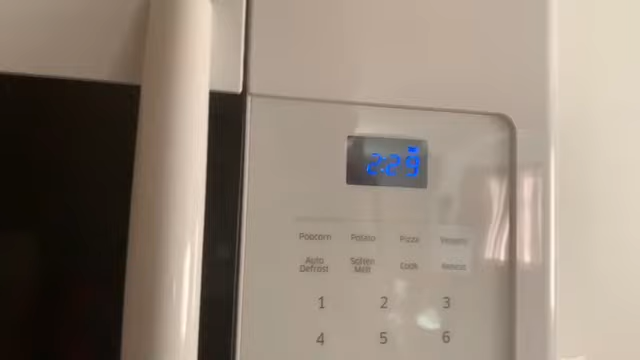 2:29
Popcorn Potato Pizza
Auto Soften Cook Reheat
Defrost Melt
1 2 3
4 5 6